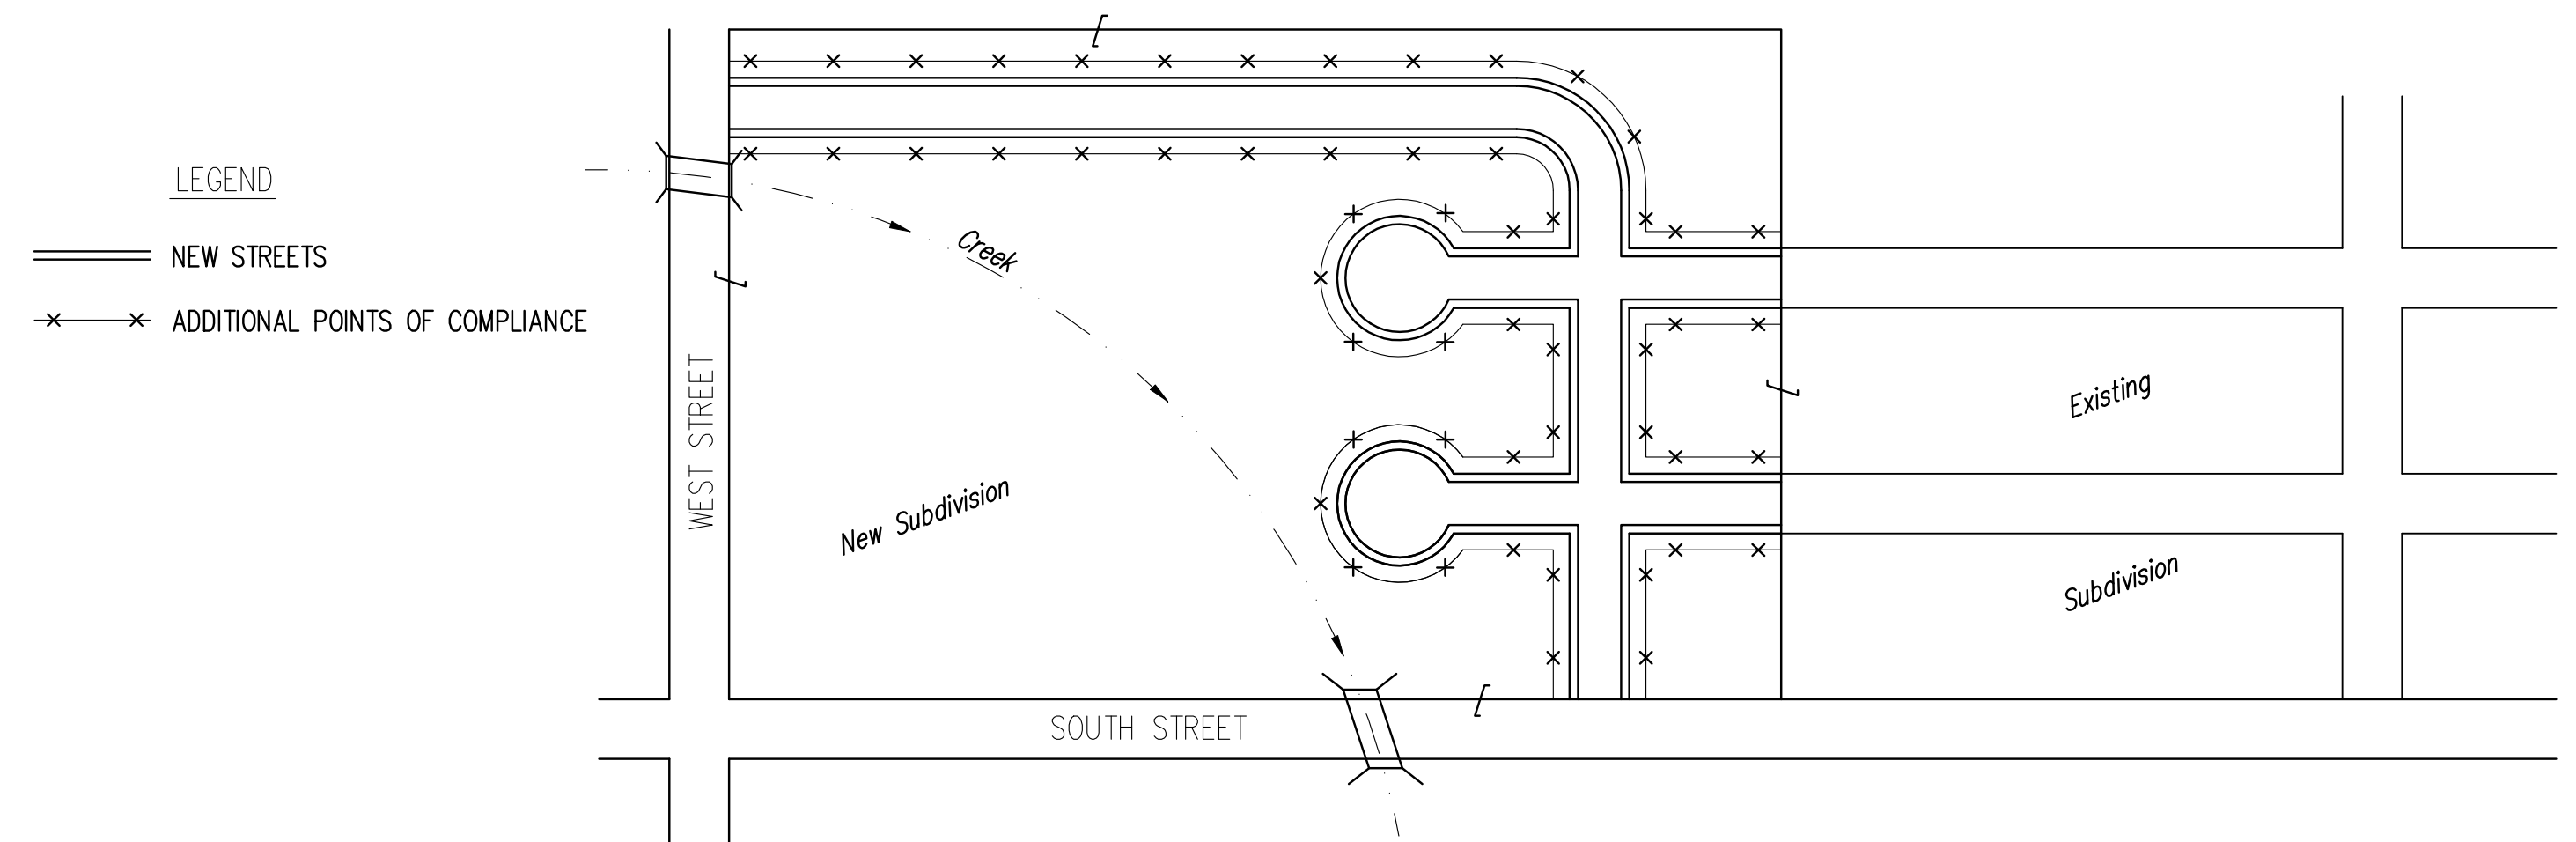 LEGEND
NEW STREETS
ADDITIONAL POINTS OF COMPLIANCE
Creek
WEST STREET
New Subdivision
SOUTH STREET
Existing
Subdivision